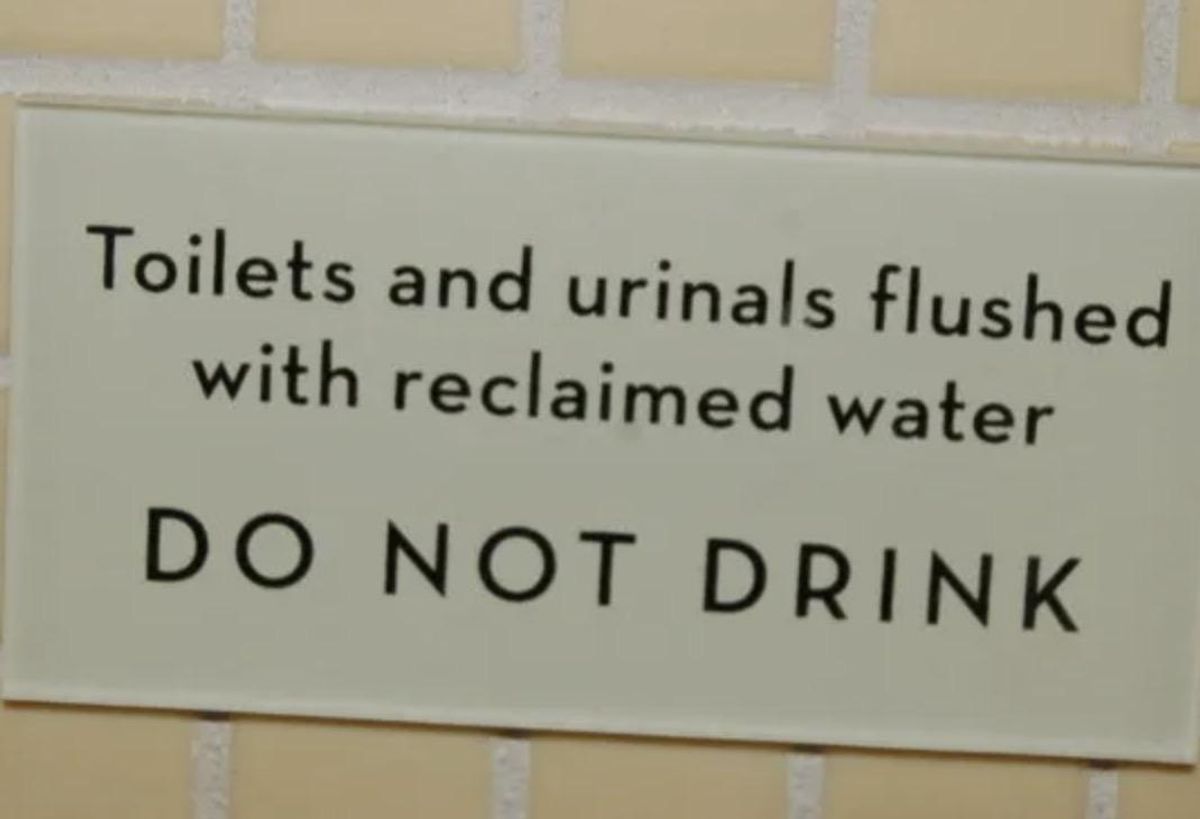 Toilets and urinals flushed
with reclaimed water
DO NOT DRINK